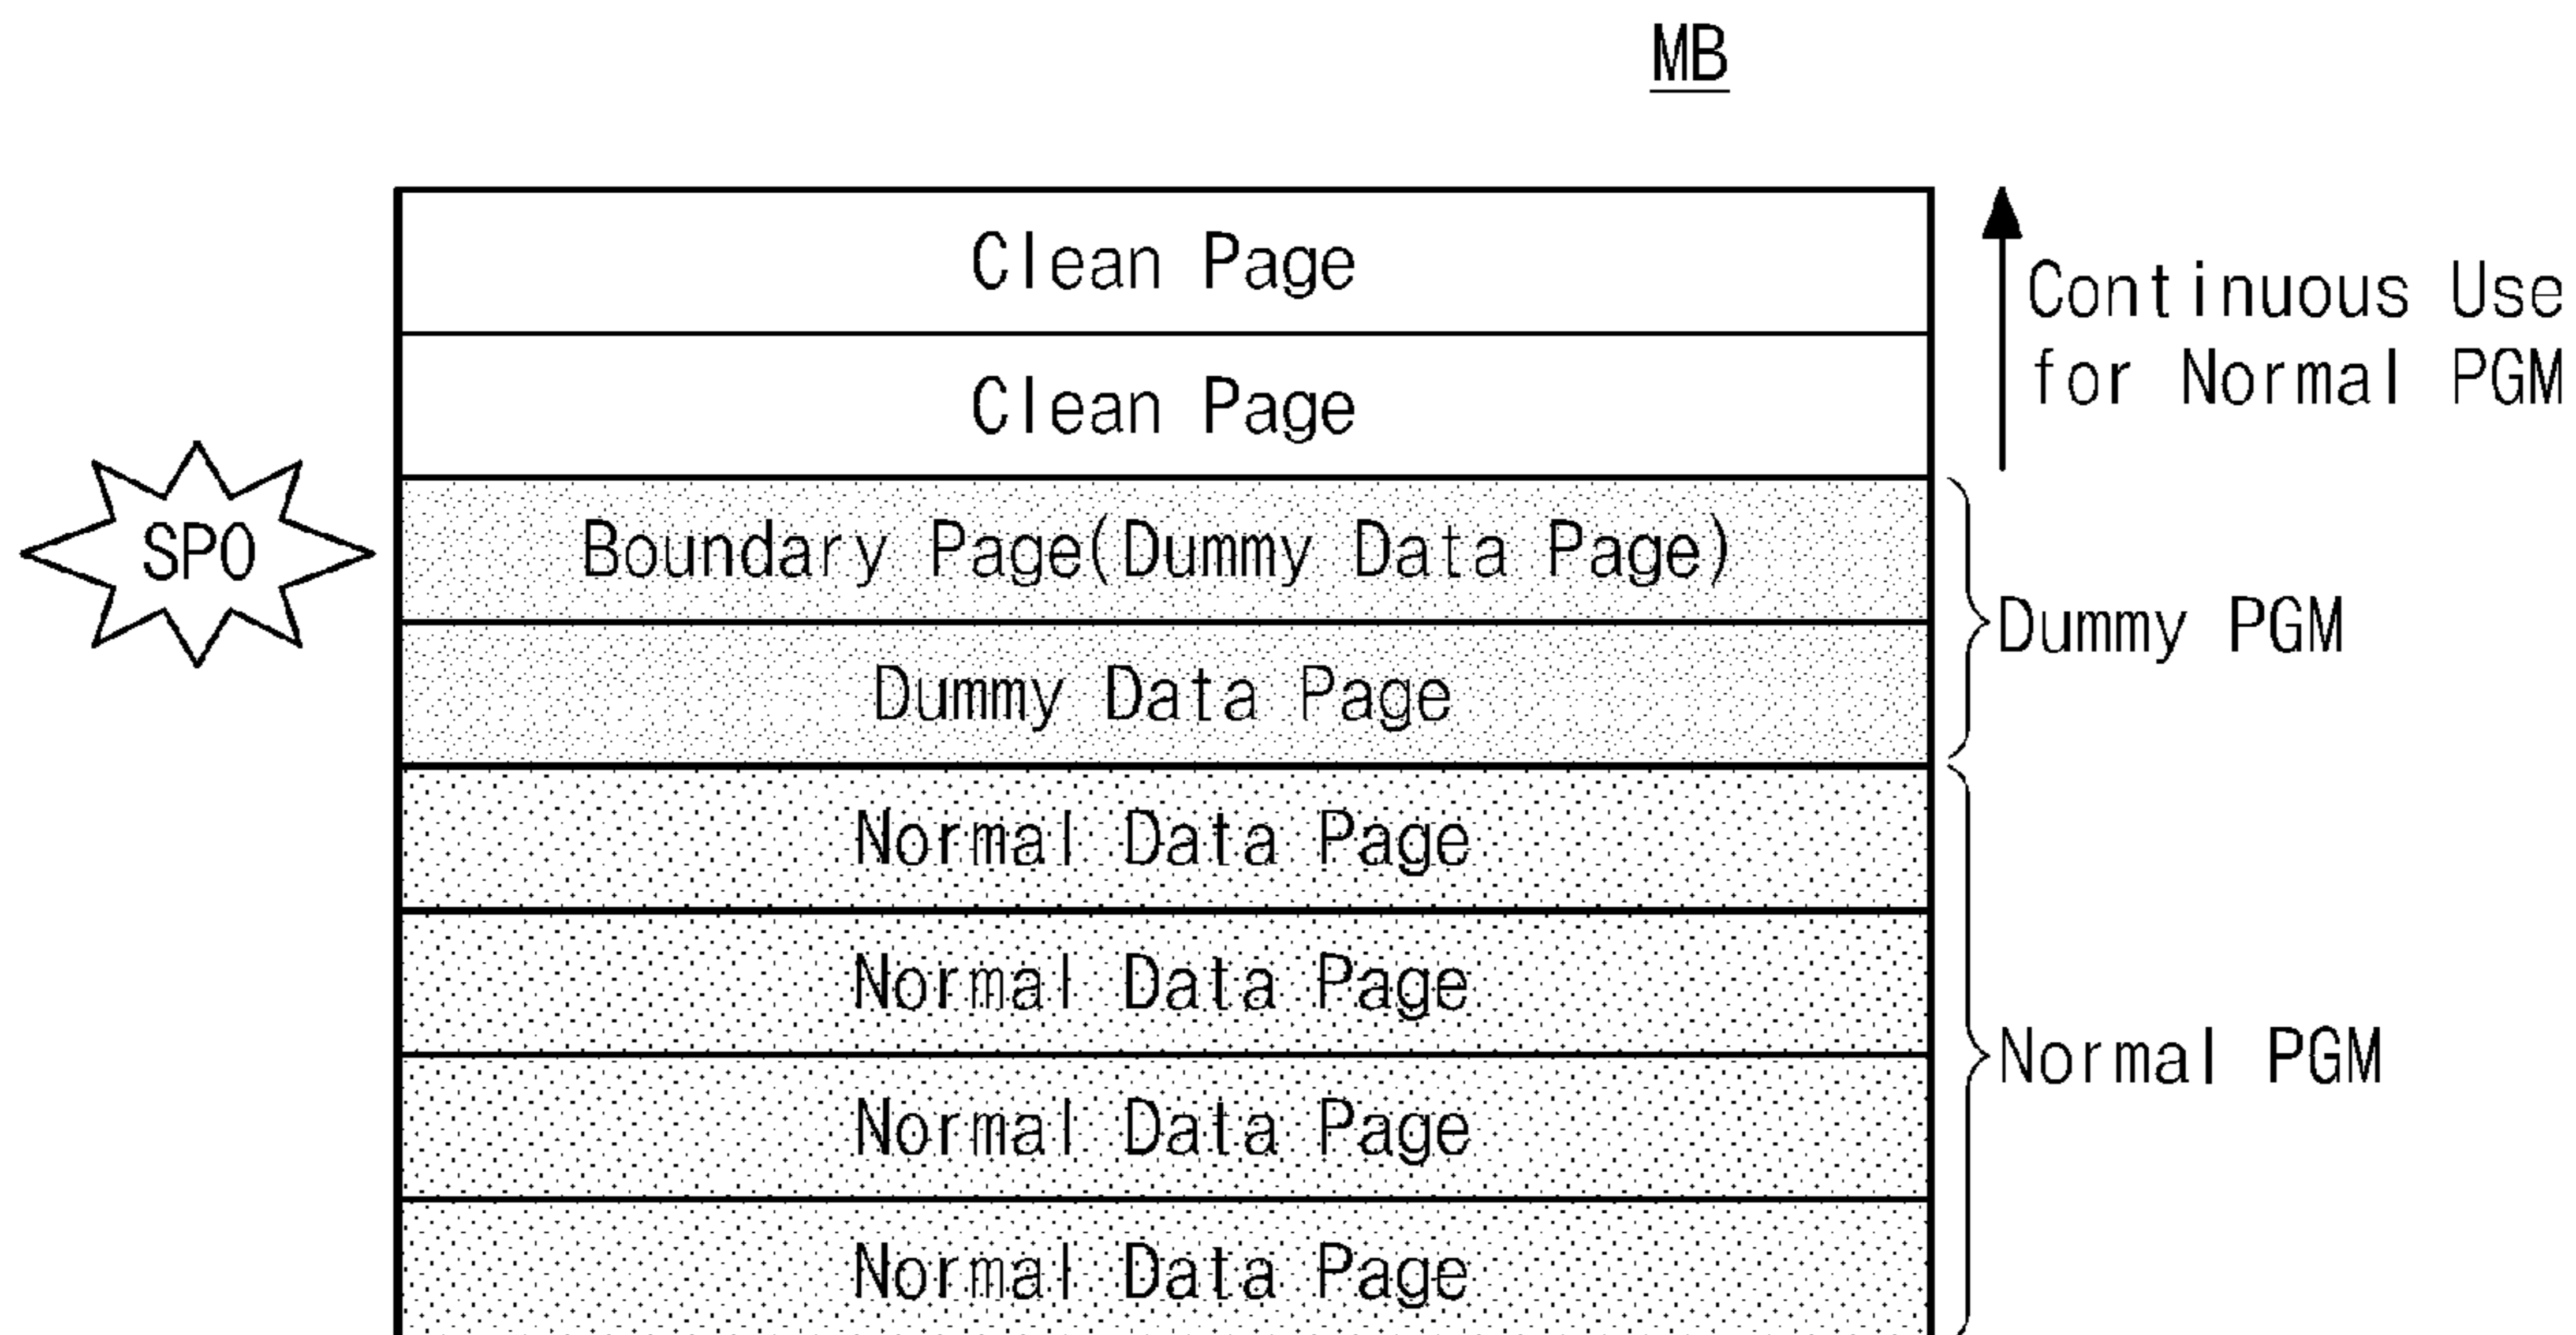 MB
Clean Page
Continuous Use
for Normal PGM
Clean Page
SPO
Boundary Page(Dummy Data Page)
Dummy PGM
Dummy Data Page
Normal Data Page
Normal Data Page
Normal PGM
Normal Data Page
Normal Data Page